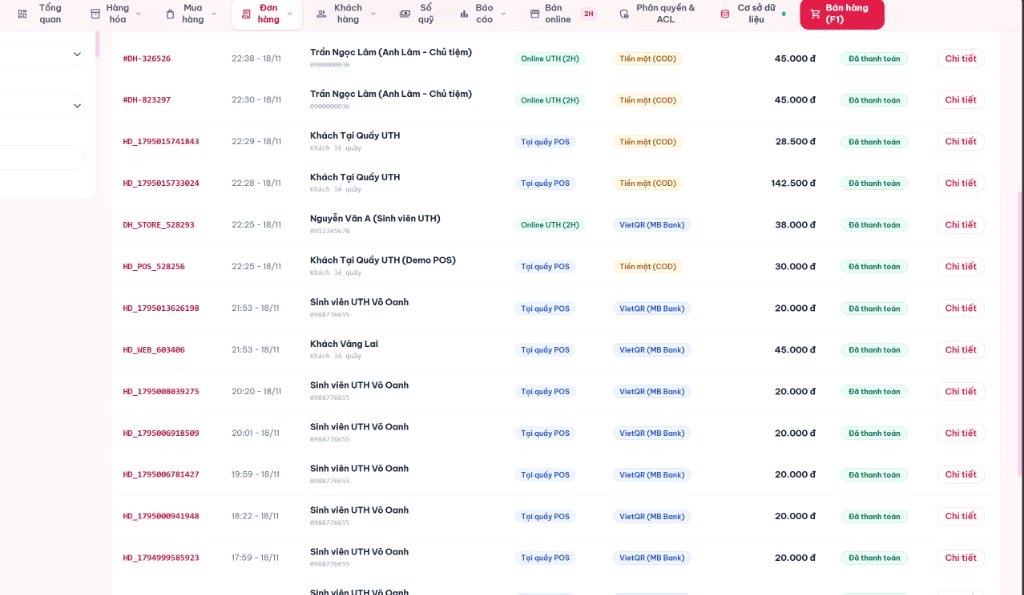 Tổng quan
Hàng hóa
Mua hàng
Đơn hàng
Khách hàng
Sổ quỹ
Báo cáo
Bán online 2H
Phân quyền & ACL
Cơ sở dữ liệu
Bán hàng (F1)
#DH-326526 22:38 - 18/11 Trần Ngọc Lâm (Anh Lâm - Chủ tiệm) Online UTH (2H) Tiền mặt (COD) 45.000 đ Đã thanh toán Chi tiết
0900000036
#DH-823297 22:30 - 18/11 Trần Ngọc Lâm (Anh Lâm - Chủ tiệm) Online UTH (2H) Tiền mặt (COD) 45.000 đ Đã thanh toán Chi tiết
0900000036
HD_1795015741843 22:29 - 18/11 Khách Tại Quầy UTH Tại quầy POS Tiền mặt (COD) 28.500 đ Đã thanh toán Chi tiết
Khách lẻ quầy
HD_1795015733024 22:28 - 18/11 Khách Tại Quầy UTH Tại quầy POS Tiền mặt (COD) 142.500 đ Đã thanh toán Chi tiết
Khách lẻ quầy
DH_STORE_528293 22:25 - 18/11 Nguyễn Văn A (Sinh viên UTH) Online UTH (2H) VietQR (MB Bank) 38.000 đ Đã thanh toán Chi tiết
0912345678
HD_POS_528256 22:25 - 18/11 Khách Tại Quầy UTH (Demo POS) Tại quầy POS Tiền mặt (COD) 30.000 đ Đã thanh toán Chi tiết
Khách lẻ quầy
HD_1795013626198 21:53 - 18/11 Sinh viên UTH Võ Oanh Tại quầy POS VietQR (MB Bank) 20.000 đ Đã thanh toán Chi tiết
0988776655
HD_WEB_603406 21:53 - 18/11 Khách Vãng Lai Tại quầy POS VietQR (MB Bank) 45.000 đ Đã thanh toán Chi tiết
Khách lẻ quầy
HD_1795008039275 20:20 - 18/11 Sinh viên UTH Võ Oanh Tại quầy POS VietQR (MB Bank) 20.000 đ Đã thanh toán Chi tiết
0988776655
HD_1795006918509 20:01 - 18/11 Sinh viên UTH Võ Oanh Tại quầy POS VietQR (MB Bank) 20.000 đ Đã thanh toán Chi tiết
0988776655
HD_1795006781427 19:59 - 18/11 Sinh viên UTH Võ Oanh Tại quầy POS VietQR (MB Bank) 20.000 đ Đã thanh toán Chi tiết
0988776655
HD_1795000941948 18:22 - 18/11 Sinh viên UTH Võ Oanh Tại quầy POS VietQR (MB Bank) 20.000 đ Đã thanh toán Chi tiết
0988776655
HD_1794999585923 17:59 - 18/11 Sinh viên UTH Võ Oanh Tại quầy POS VietQR (MB Bank) 20.000 đ Đã thanh toán Chi tiết
0988776655
Sinh viên UTH Võ Oanh